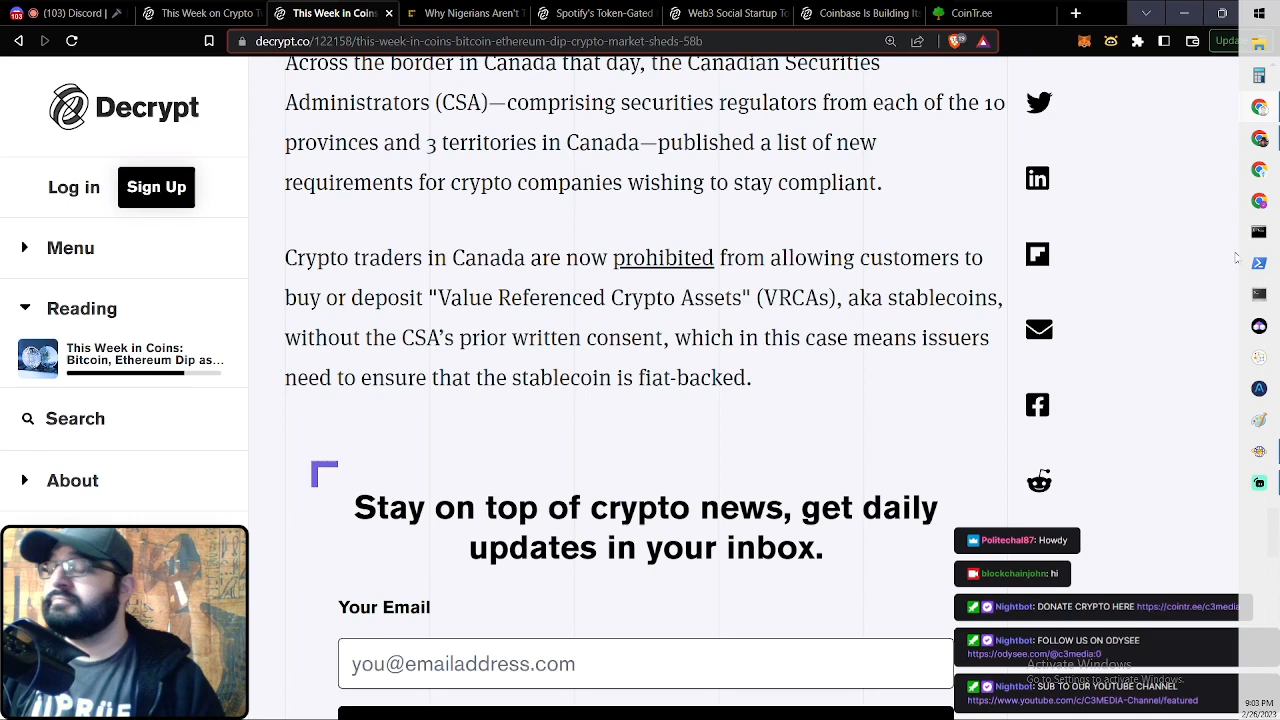 (103) Discord |
This Week on Crypto T
This Week in Coins
Why Nigerians Aren't T
Spotify's Token-Gated
Web3 Social Startup T
Coinbase Is Building It
CoinTr.ee
decrypt.co/122158/this-week-in-coins-bitcoin-ethereum-dip-crypto-market-sheds-58b
Upda
Decrypt
Log in
Sign Up
Menu
Reading
This Week in Coins:
Bitcoin, Ethereum Dip as...
Search
About
Across the border in Canada that day, the Canadian Securities
Administrators (CSA)—comprising securities regulators from each of the 10
provinces and 3 territories in Canada—published a list of new
requirements for crypto companies wishing to stay compliant.
Crypto traders in Canada are now prohibited from allowing customers to
buy or deposit "Value Referenced Crypto Assets" (VRCAs), aka stablecoins,
without the CSA’s prior written consent, which in this case means issuers
need to ensure that the stablecoin is fiat-backed.
Stay on top of crypto news, get daily
updates in your inbox.
Your Email
you@emailaddress.com
Politechal87: Howdy
blockchainjohn: hi
Nightbot: DONATE CRYPTO HERE https://cointr.ee/c3media
Nightbot: FOLLOW US ON ODYSEE
https://odysee.com/@c3media:0
Activate Windows
Go to Settings to activate Windows.
Nightbot: SUB TO OUR YOUTUBE CHANNEL
https://www.youtube.com/c/C3MEDIA-Channel/featured
9:03 PM
2/26/2023